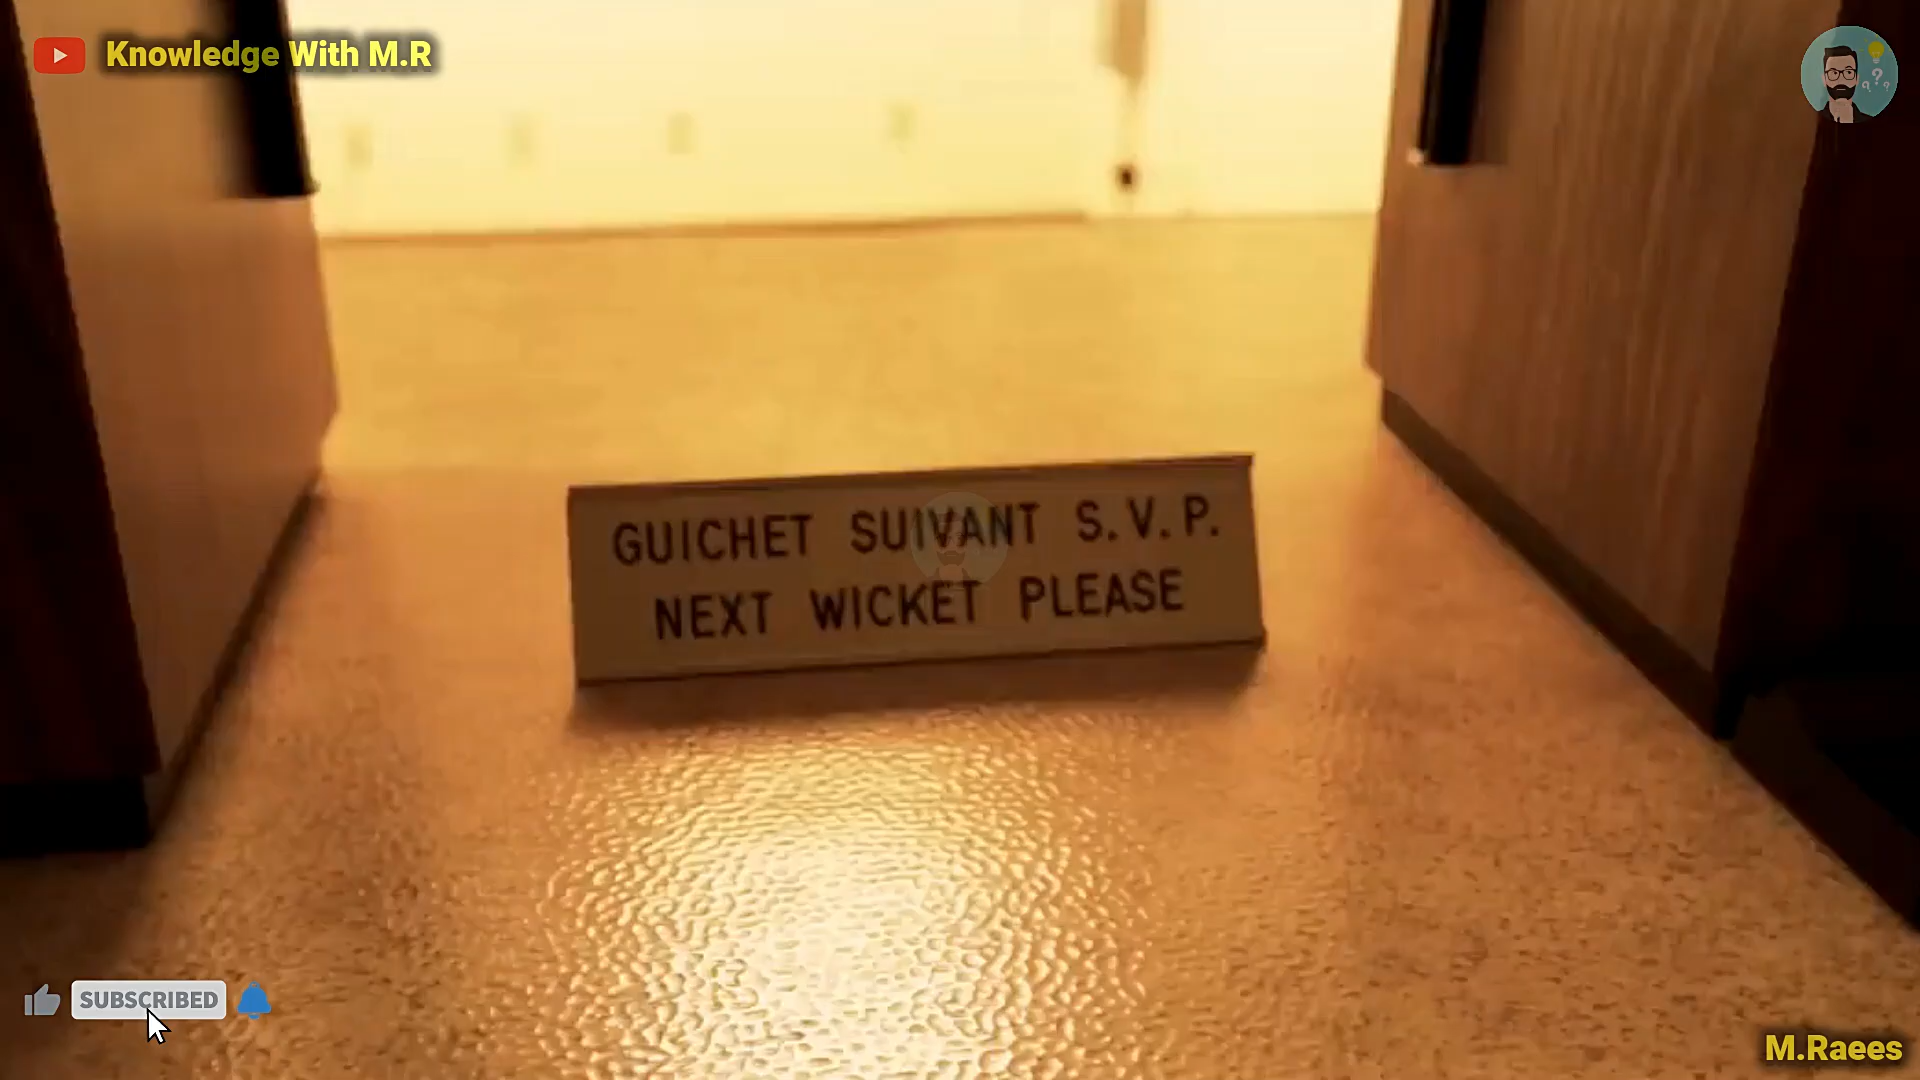 Knowledge With M.R
GUICHET SUIVANT S.V.P.
NEXT WICKET PLEASE
SUBSCRIBED
M.Raees